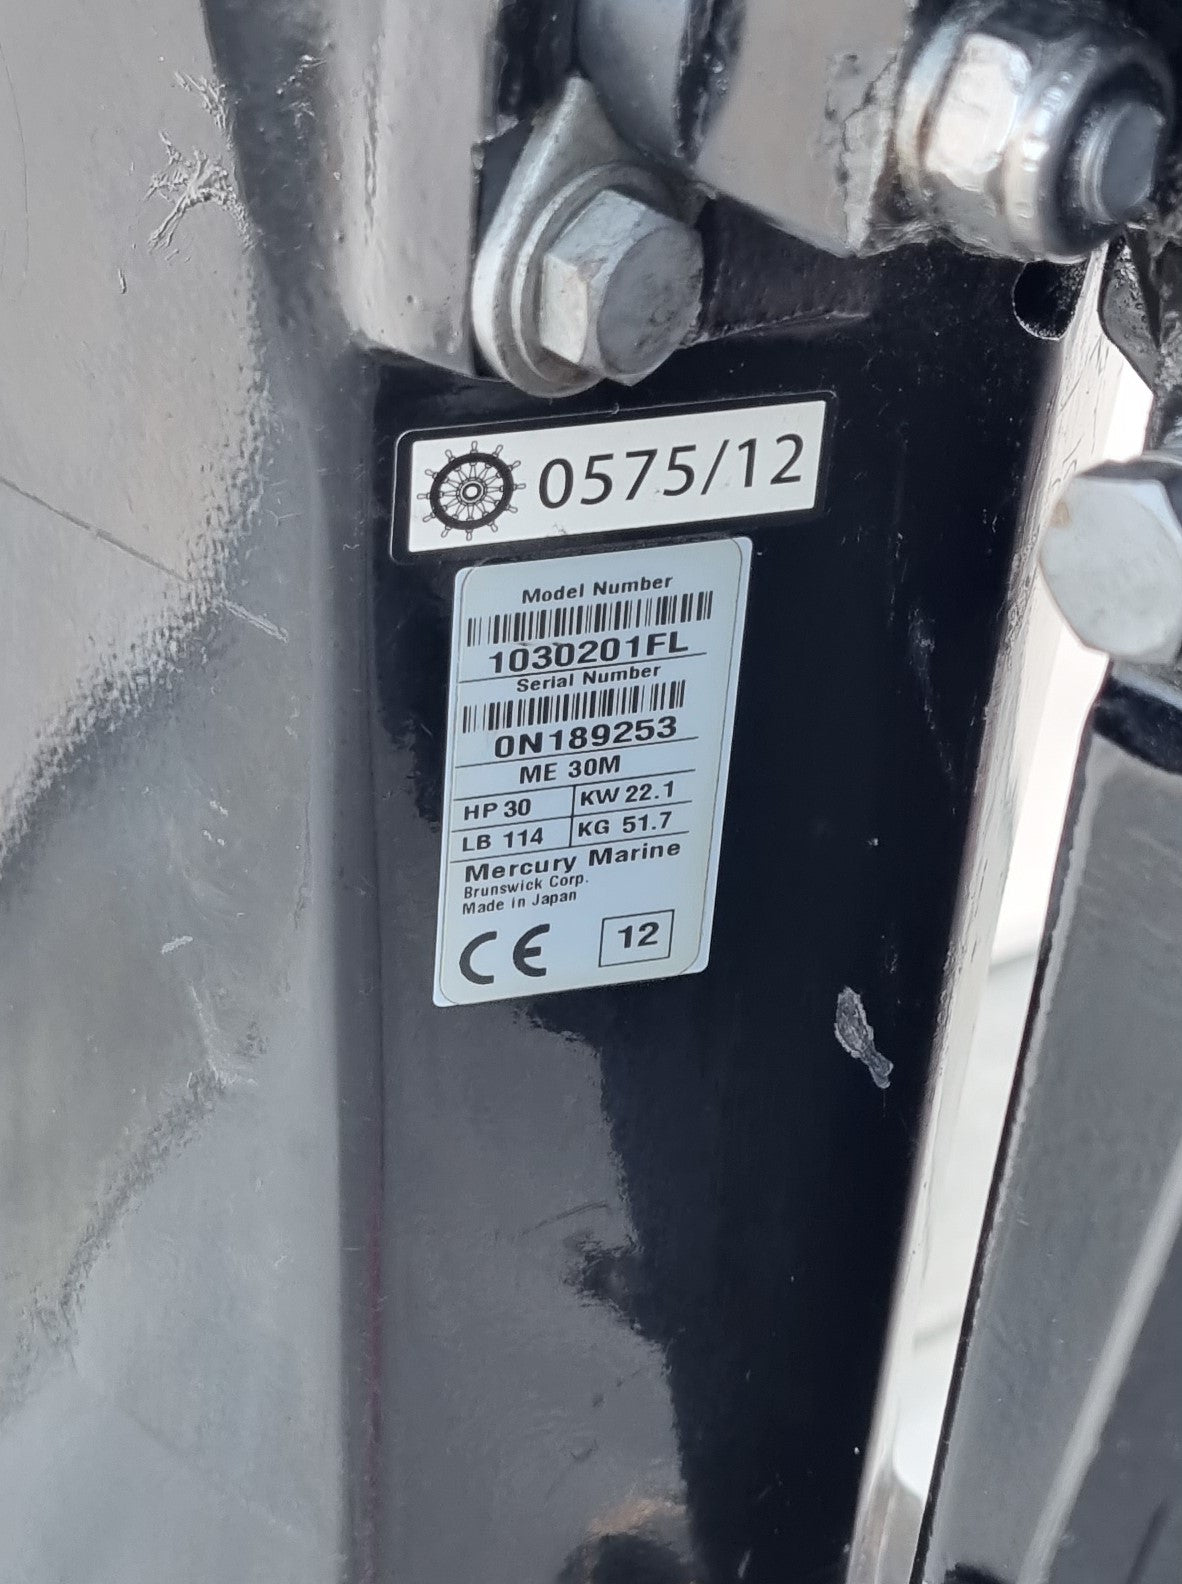 0575/12
Model Number
1030201FL
Serial Number
0N189253
ME 30M
HP 30 KW 22.1
LB 114 KG 51.7
Mercury Marine
Brunswick Corp.
Made in Japan
CE 12